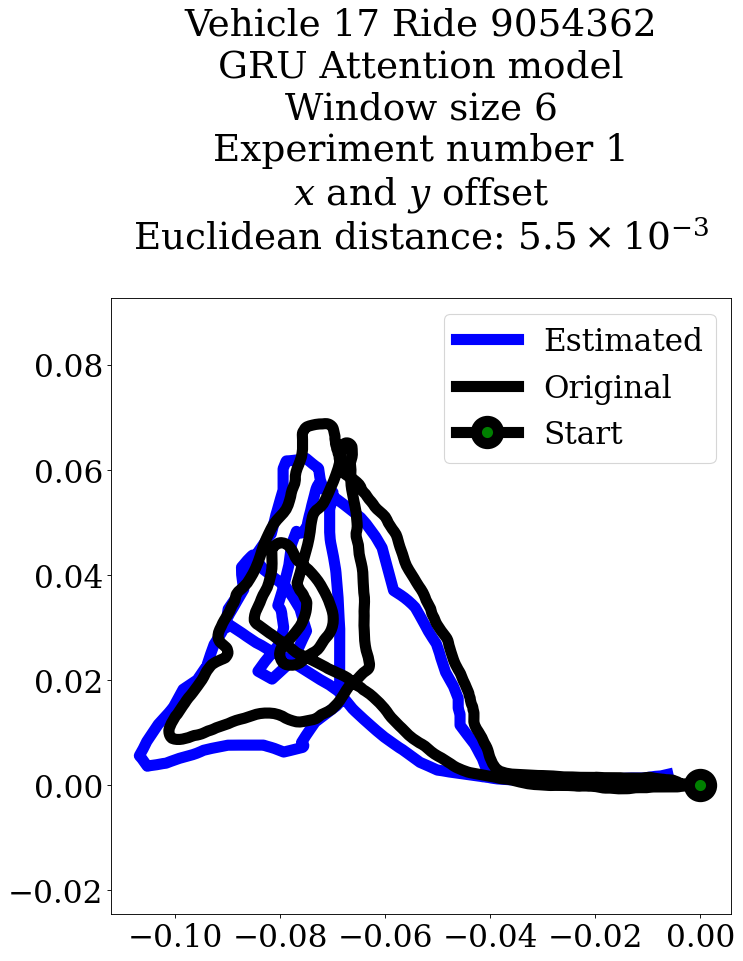 Vehicle 17 Ride 9054362
GRU Attention model
Window size 6
Experiment number 1
x and y offset
Euclidean distance: 5.5 × 10⁻³
Estimated
Original
Start
0.08
0.06
0.04
0.02
0.00
−0.02
−0.10 −0.08 −0.06 −0.04 −0.02 0.00